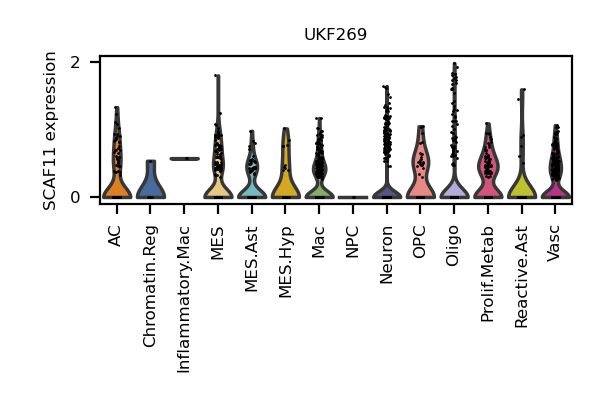 UKF269
SCAF11 expression
2
0
AC
Chromatin.Reg
Inflammatory.Mac
MES
MES.Ast
MES.Hyp
Mac
NPC
Neuron
OPC
Oligo
Prolif.Metab
Reactive.Ast
Vasc